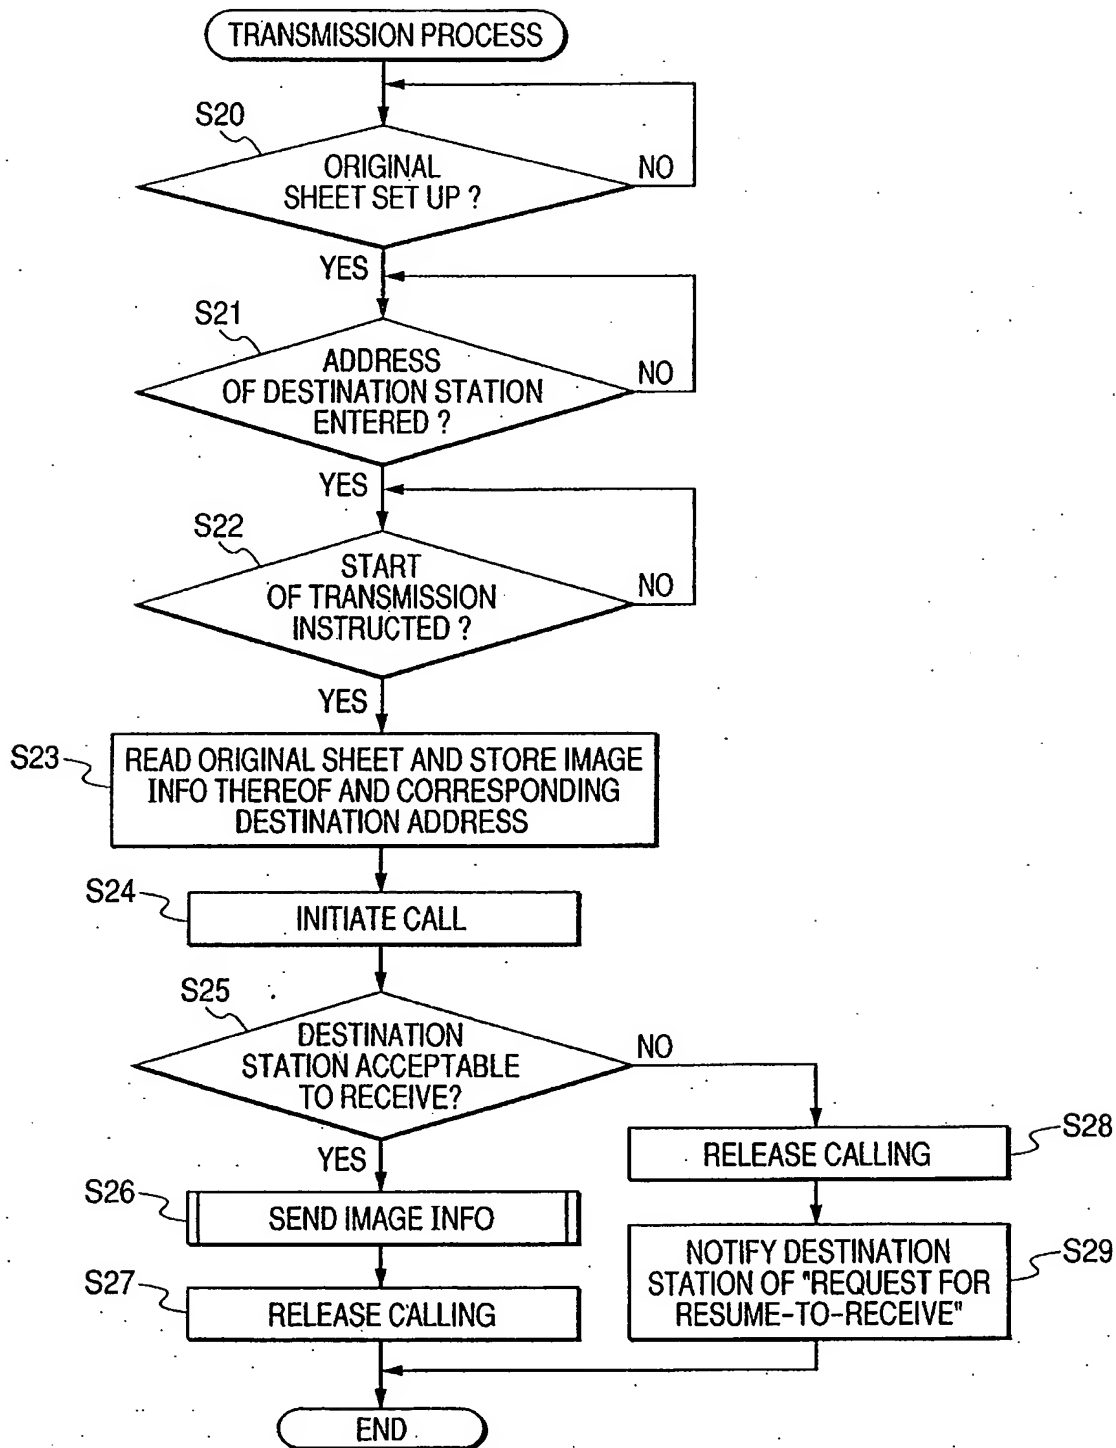 TRANSMISSION PROCESS
S20
ORIGINAL
SHEET SET UP ?
NO
YES
S21
ADDRESS
OF DESTINATION STATION
ENTERED ?
NO
YES
S22
START
OF TRANSMISSION
INSTRUCTED ?
NO
YES
S23
READ ORIGINAL SHEET AND STORE IMAGE
INFO THEREOF AND CORRESPONDING
DESTINATION ADDRESS
S24
INITIATE CALL
S25
DESTINATION
STATION ACCEPTABLE
TO RECEIVE?
NO
YES
S26
SEND IMAGE INFO
S27
RELEASE CALLING
S28
RELEASE CALLING
S29
NOTIFY DESTINATION
STATION OF "REQUEST FOR
RESUME-TO-RECEIVE"
END